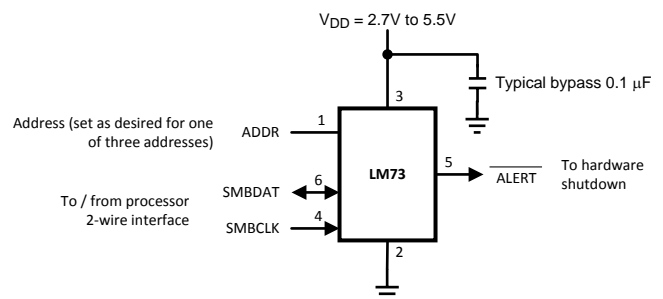 VDD = 2.7V to 5.5V
Typical bypass 0.1 μF
3
Address (set as desired for one
of three addresses)
ADDR
1
LM73
5
ALERT
To hardware
shutdown
To / from processor
2-wire interface
SMBDAT
6
SMBCLK
4
2